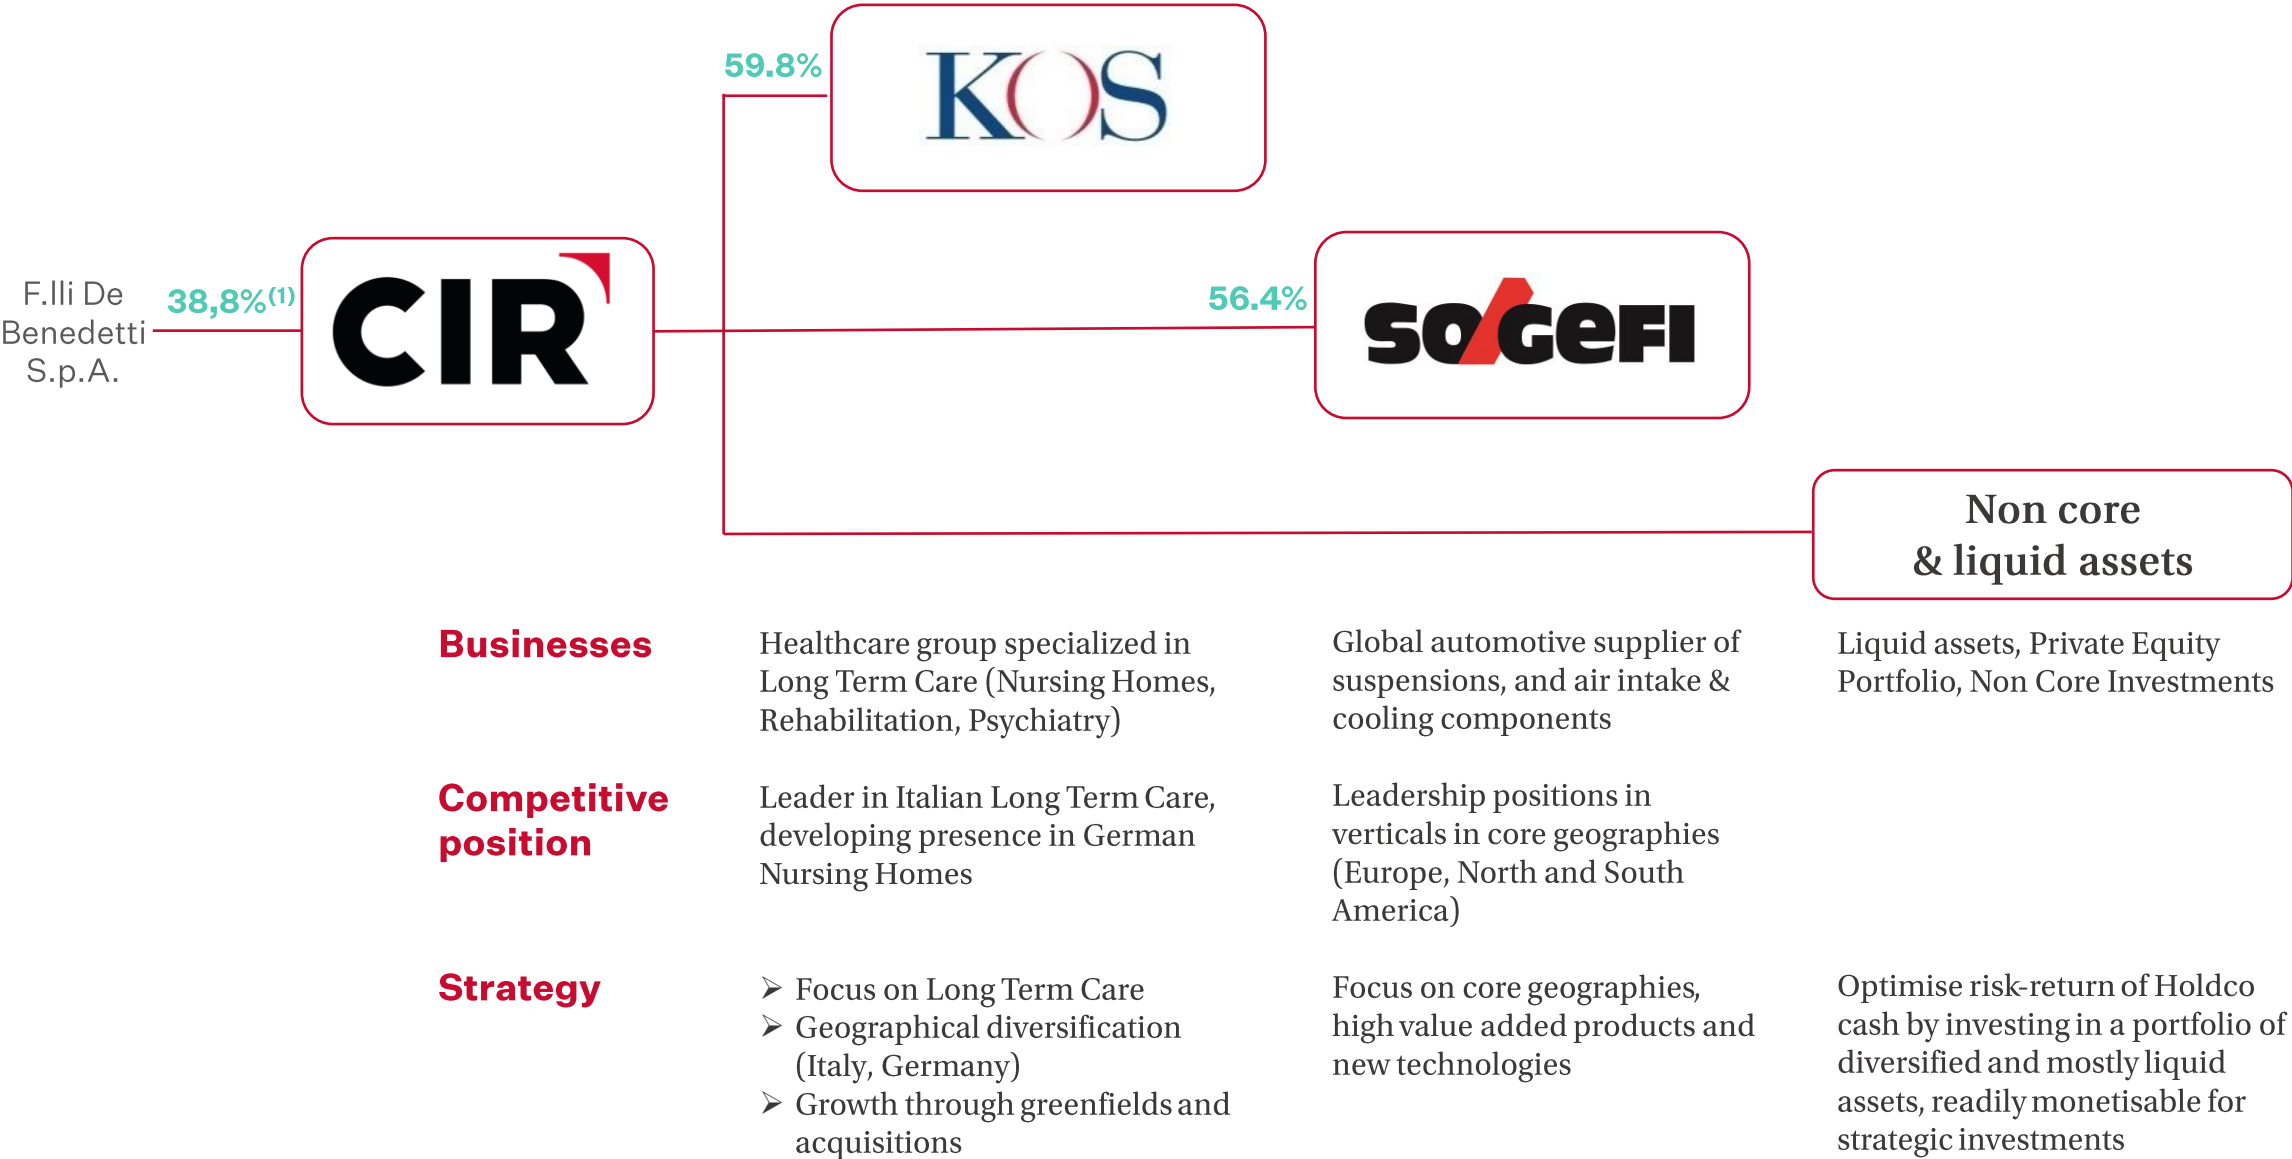 59.8%
KOS
F.lli De
Benedetti
S.p.A.
38,8%(1)
CIR
56.4%
SOGEFI
Non core
& liquid assets
Businesses
Healthcare group specialized in
Long Term Care (Nursing Homes,
Rehabilitation, Psychiatry)
Global automotive supplier of
suspensions, and air intake &
cooling components
Liquid assets, Private Equity
Portfolio, Non Core Investments
Competitive
position
Leader in Italian Long Term Care,
developing presence in German
Nursing Homes
Leadership positions in
verticals in core geographies
(Europe, North and South
America)
Strategy
➢ Focus on Long Term Care
➢ Geographical diversification
(Italy, Germany)
➢ Growth through greenfields and
acquisitions
Focus on core geographies,
high value added products and
new technologies
Optimise risk-return of Holdco
cash by investing in a portfolio of
diversified and mostly liquid
assets, readily monetisable for
strategic investments